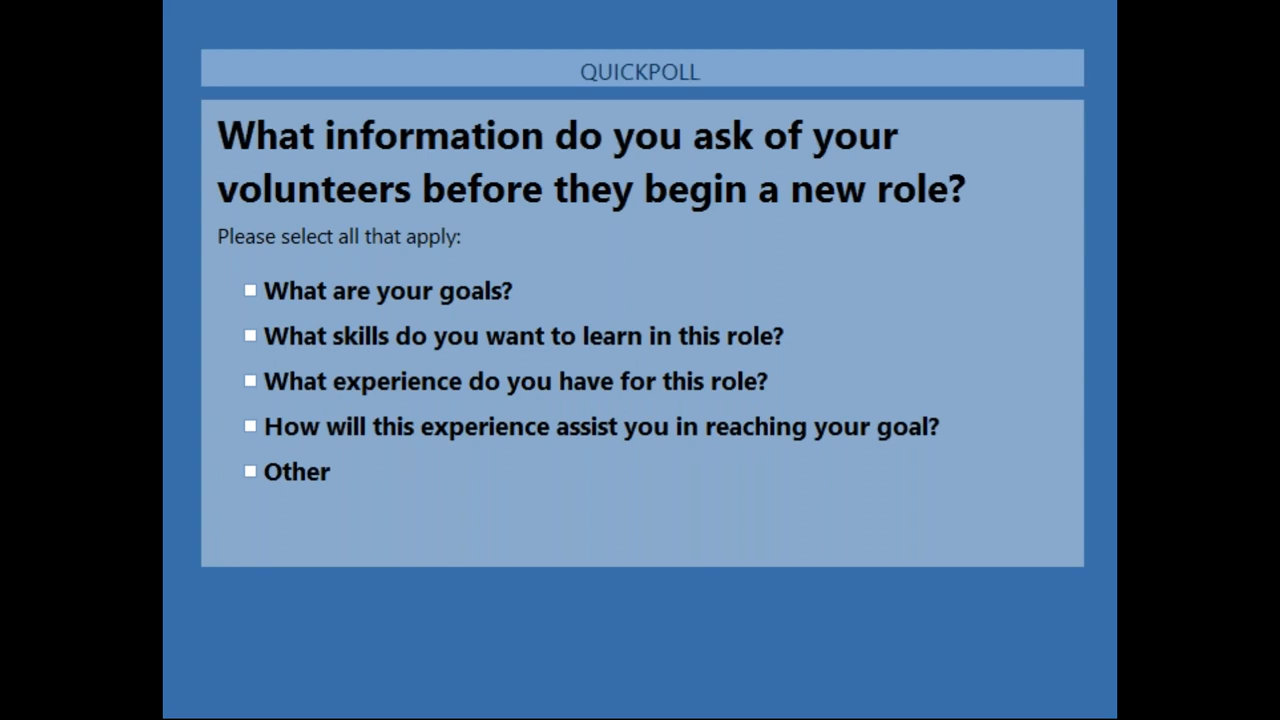 QUICKPOLL
What information do you ask of your
volunteers before they begin a new role?
Please select all that apply:
What are your goals?
What skills do you want to learn in this role?
What experience do you have for this role?
How will this experience assist you in reaching your goal?
Other